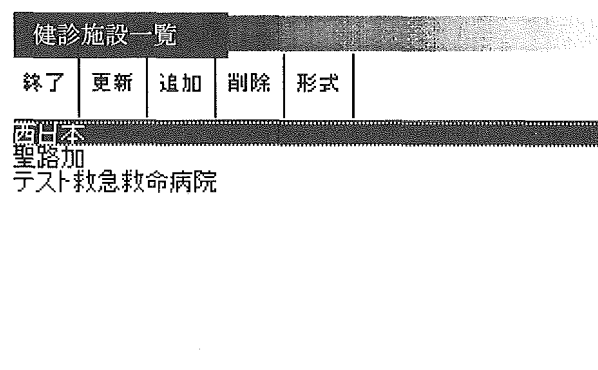 健診施設一覧
終了 更新 追加 削除 形式
西日本
聖路加
テスト救急救命病院